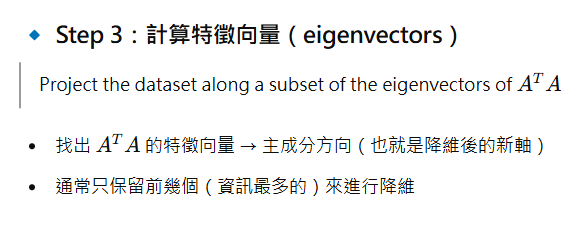 Step 3：計算特徵向量（eigenvectors）
Project the dataset along a subset of the eigenvectors of AᵀA
找出 AᵀA 的特徵向量 → 主成分方向（也就是降維後的新軸）
通常只保留前幾個（資訊最多的）來進行降維